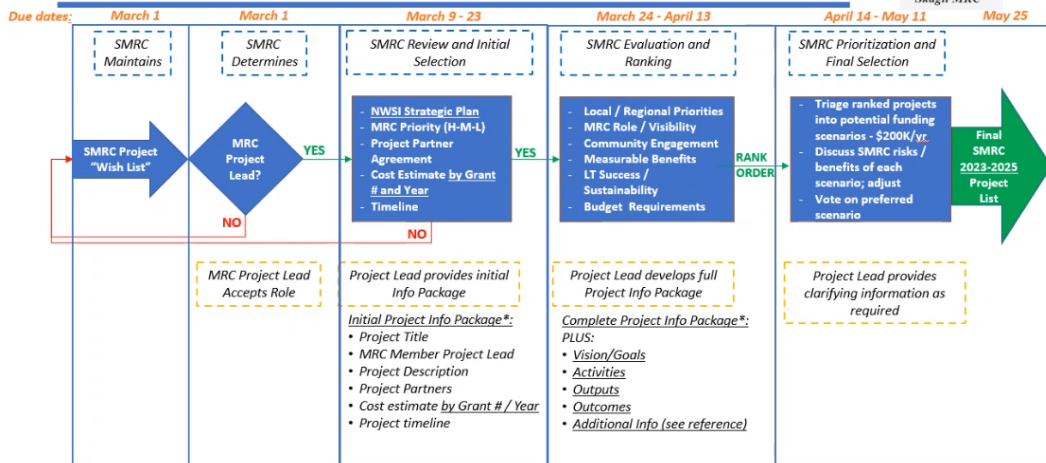 Skagit MRC
Due dates:
March 1
March 1
March 9 - 23
March 24 - April 13
April 14 - May 11
May 25
SMRC
Maintains
SMRC
Determines
SMRC Review and Initial
Selection
SMRC Evaluation and
Ranking
SMRC Prioritization and
Final Selection
SMRC Project
"Wish List"
MRC
Project
Lead?
YES
NO
- NWSI Strategic Plan
- MRC Priority (H-M-L)
- Project Partner
Agreement
- Cost Estimate by Grant
# and Year
- Timeline
YES
NO
- Local / Regional Priorities
- MRC Role / Visibility
- Community Engagement
- Measurable Benefits
- LT Success /
Sustainability
- Budget Requirements
RANK
ORDER
- Triage ranked projects
into potential funding
scenarios - $200K/yr
- Discuss SMRC risks /
benefits of each
scenario; adjust
- Vote on preferred
scenario
Final
SMRC
2023-2025
Project
List
MRC Project Lead
Accepts Role
Project Lead provides initial
Info Package
Project Lead develops full
Project Info Package
Project Lead provides
clarifying information as
required
Initial Project Info Package*:
• Project Title
• MRC Member Project Lead
• Project Description
• Project Partners
• Cost estimate by Grant # / Year
• Project timeline
Complete Project Info Package*:
PLUS:
• Vision/Goals
• Activities
• Outputs
• Outcomes
• Additional Info (see reference)